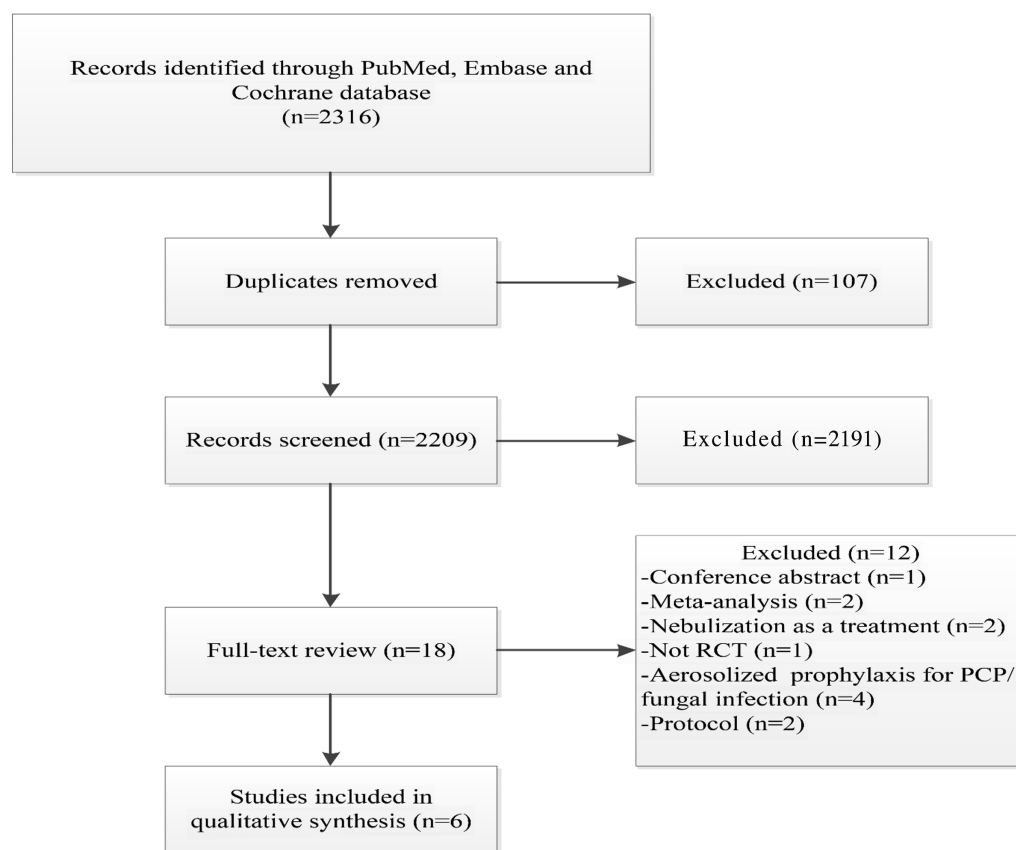 Records identified through PubMed, Embase and
Cochrane database
(n=2316)
Duplicates removed
Excluded (n=107)
Records screened (n=2209)
Excluded (n=2191)
Full-text review (n=18)
Excluded (n=12)
-Conference abstract (n=1)
-Meta-analysis (n=2)
-Nebulization as a treatment (n=2)
-Not RCT (n=1)
-Aerosolized prophylaxis for PCP/
fungal infection (n=4)
-Protocol (n=2)
Studies included in
qualitative synthesis (n=6)